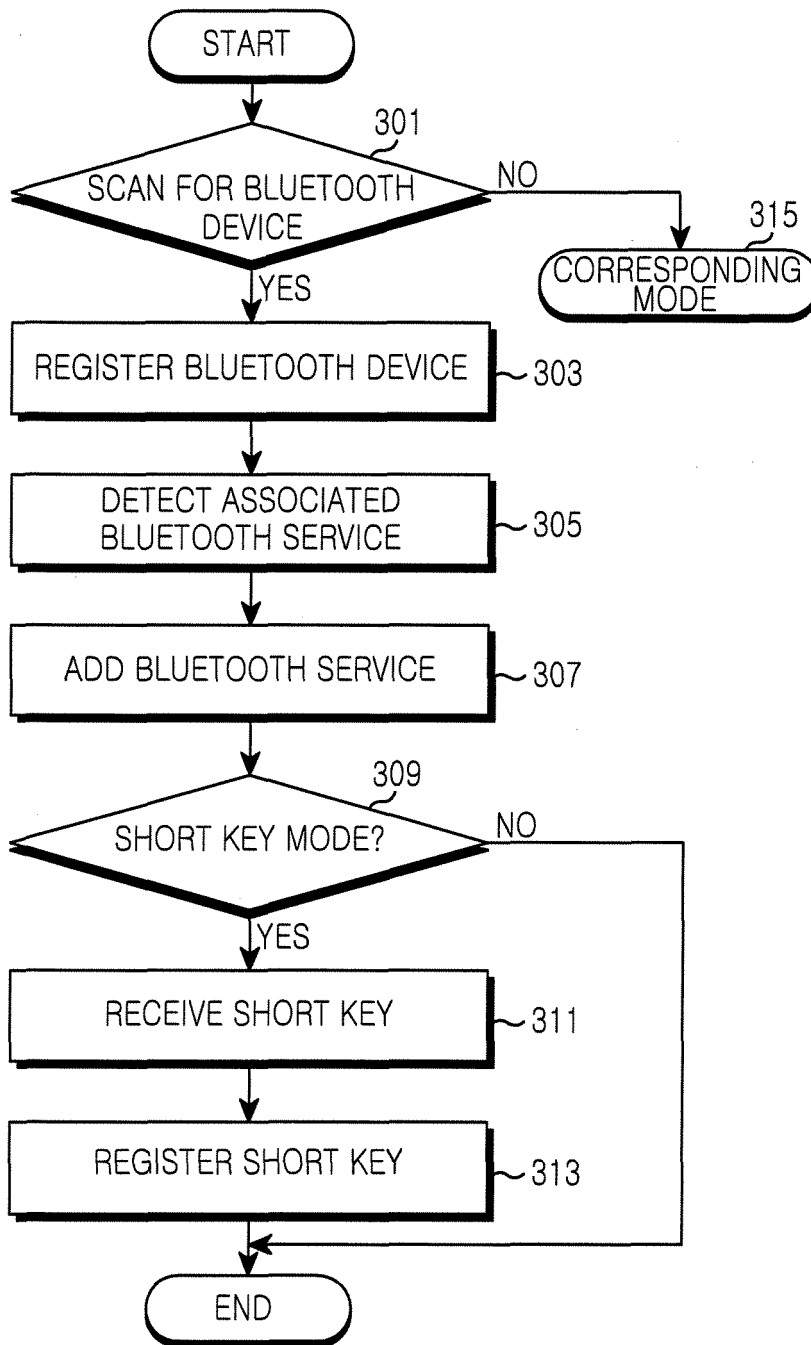 START
301
SCAN FOR BLUETOOTH
DEVICE
NO
315
CORRESPONDING
MODE
YES
REGISTER BLUETOOTH DEVICE
303
DETECT ASSOCIATED
BLUETOOTH SERVICE
305
ADD BLUETOOTH SERVICE
307
309
SHORT KEY MODE?
NO
YES
RECEIVE SHORT KEY
311
REGISTER SHORT KEY
313
END